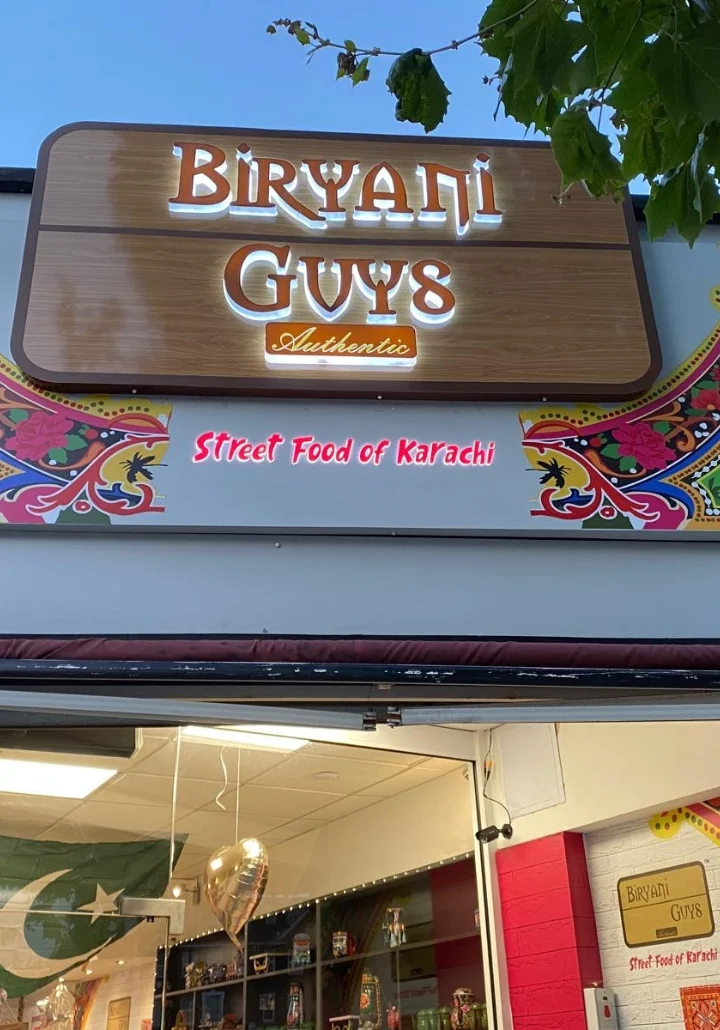 BiRYANi
GUYS
Authentic
Street Food of Karachi
BiRYANi
GUYS
Street Food of Karachi